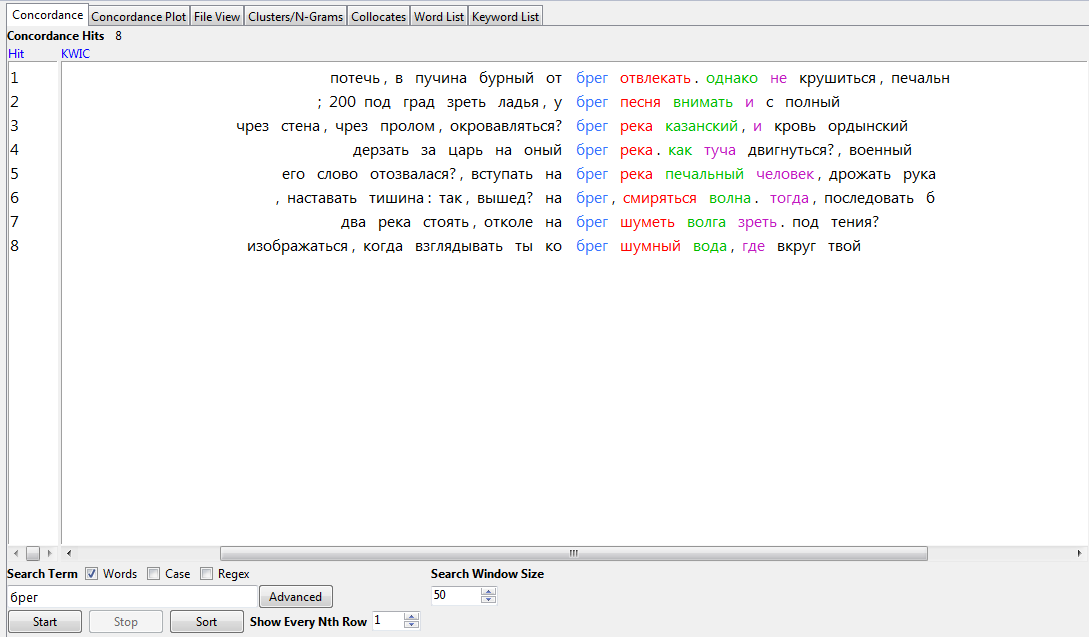 Concordance Concordance Plot File View Clusters/N-Grams Collocates Word List Keyword List
Concordance Hits 8
Hit KWIC
1 потечь, в пучина бурный от брег отвлекать. однако не крушиться, печальн
2 ; 200 под град зреть ладья, у брег песня внимать и с полный
3 чрез стена, чрез пролом, окровавляться? брег река казанский, и кровь ордынский
4 дерзать за царь на оный брег река. как туча двигнуться?, военный
5 его слово отозвалася?, вступать на брег река печальный человек, дрожать рука
6 , наставать тишина: так, вышед? на брег, смиряться волна. тогда, последовать б
7 два река стоять, отколе на брег шуметь волга зреть. под тения?
8 изображаться, когда взглядывать ты ко брег шумный вода, где вкруг твой
Search Term Words Case Regex Search Window Size
брег Advanced 50
Start Stop Sort Show Every Nth Row 1